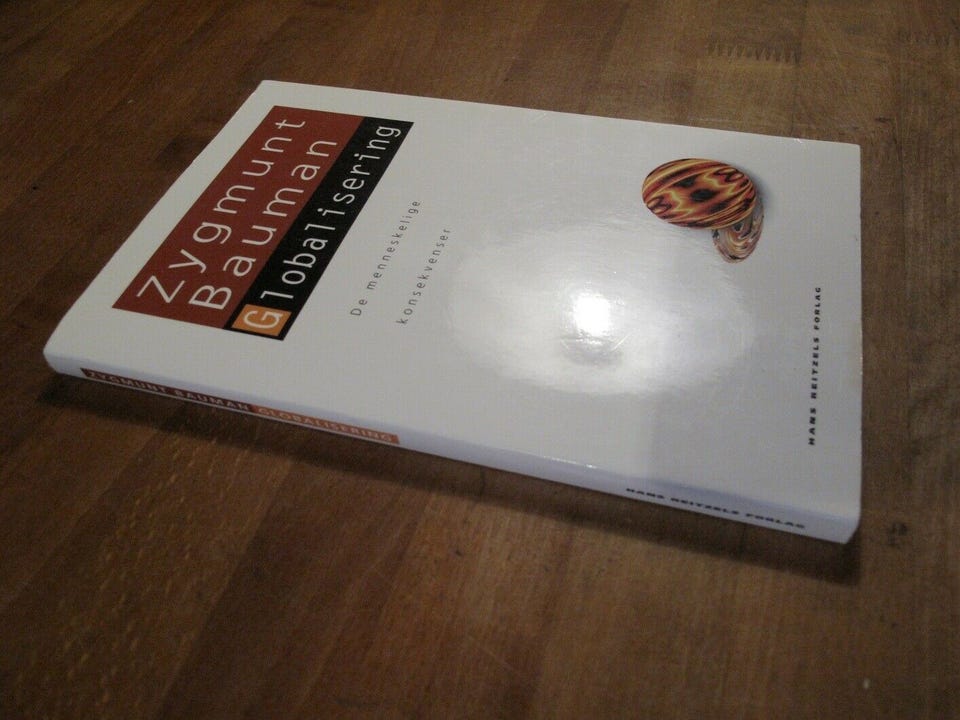 Zygmunt
Bauman
Globalisering
De menneskelige
konsekvenser
HANS REITZELS FORLAG
ZYGMUNT BAUMAN GLOBALISERING
HANS REITZELS FORLAG